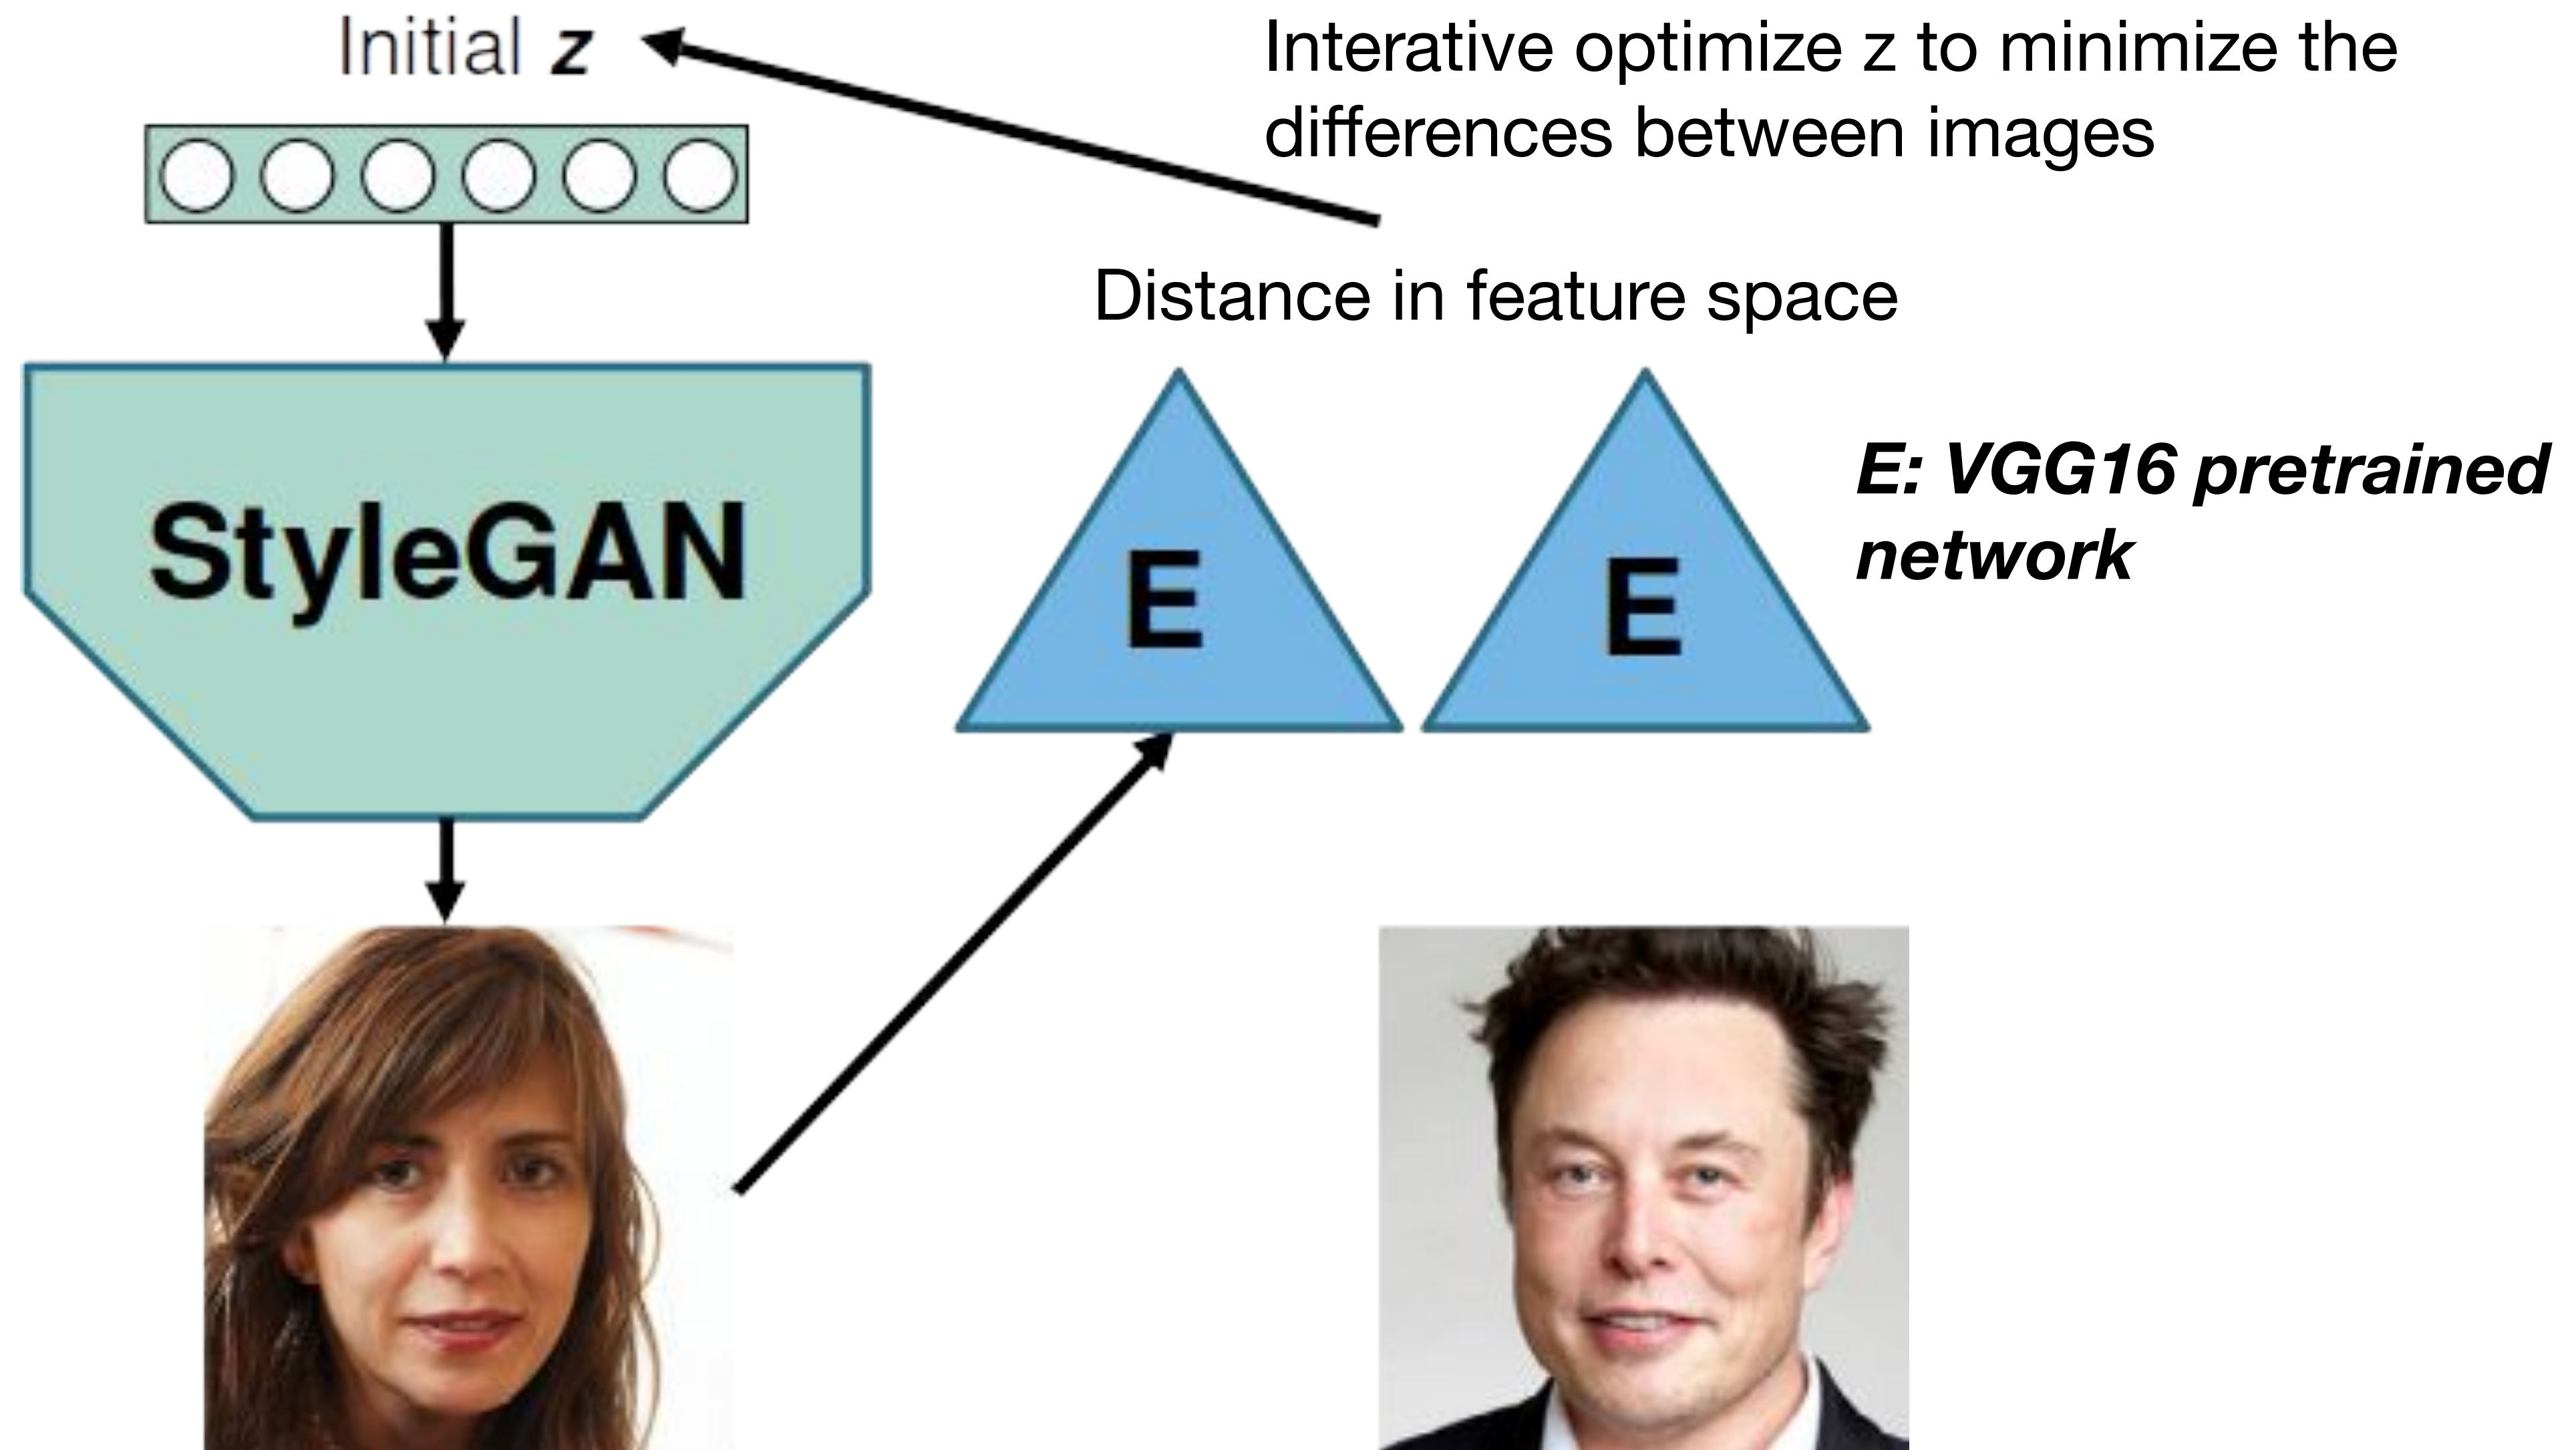 Initial z
Interative optimize z to minimize the
differences between images
Distance in feature space
StyleGAN
E
E
E: VGG16 pretrained
network